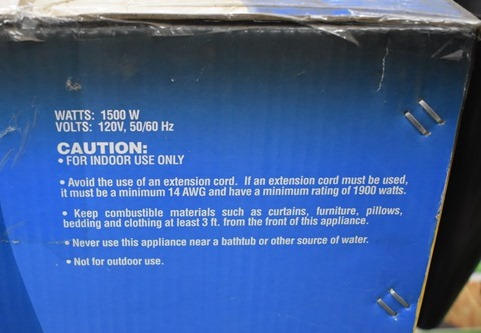 WATTS: 1500 W
VOLTS: 120V, 50/60 Hz
CAUTION:
• FOR INDOOR USE ONLY
• Avoid the use of an extension cord. If an extension cord must be used,
it must be a minimum 14 AWG and have a minimum rating of 1900 watts.
• Keep combustible materials such as curtains, furniture, pillows,
bedding and clothing at least 3 ft. from the front of this appliance.
• Never use this appliance near a bathtub or other source of water.
• Not for outdoor use.